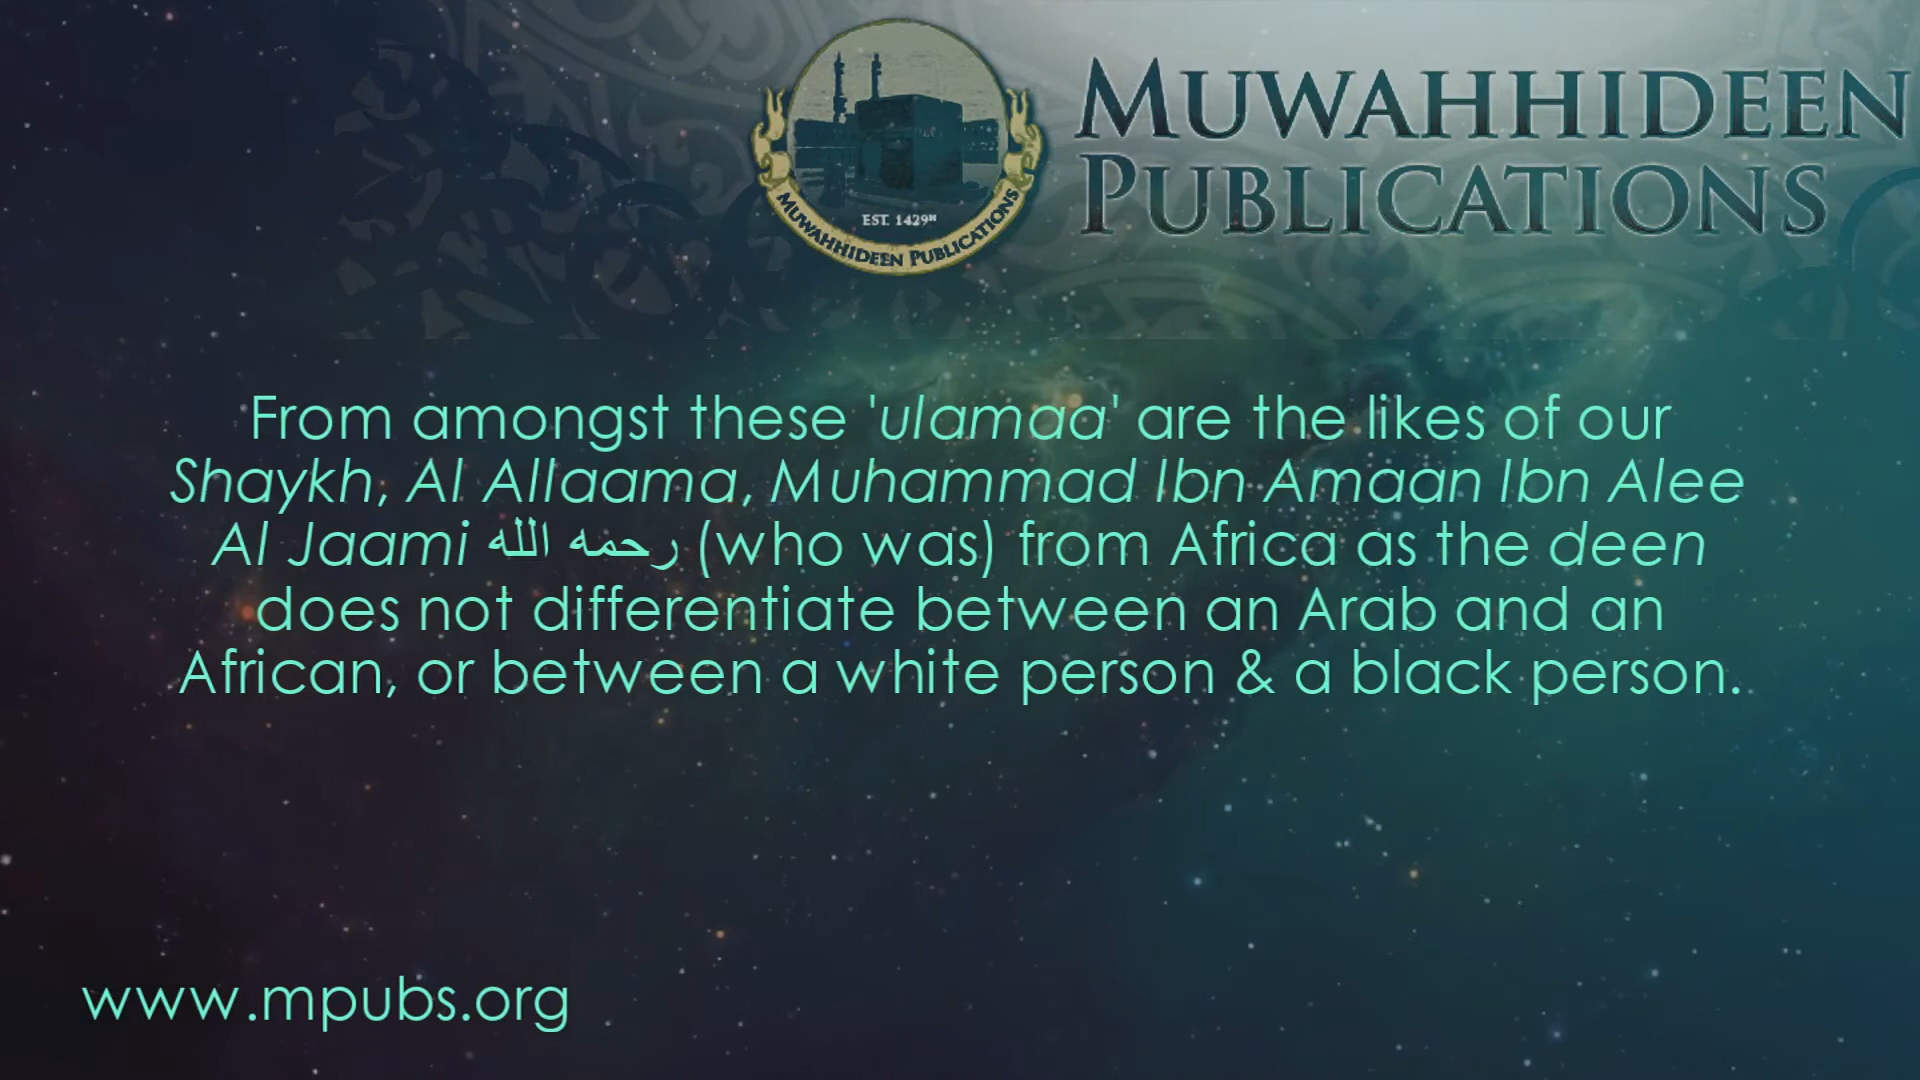 MUWAHHIDEEN
PUBLICATIONS
EST. 1429H
MUWAHHIDEEN PUBLICATIONS
From amongst these 'ulamaa' are the likes of our
Shaykh, Al Allaama, Muhammad Ibn Amaan Ibn Alee
Al Jaami رحمه الله (who was) from Africa as the deen
does not differentiate between an Arab and an
African, or between a white person & a black person.
www.mpubs.org